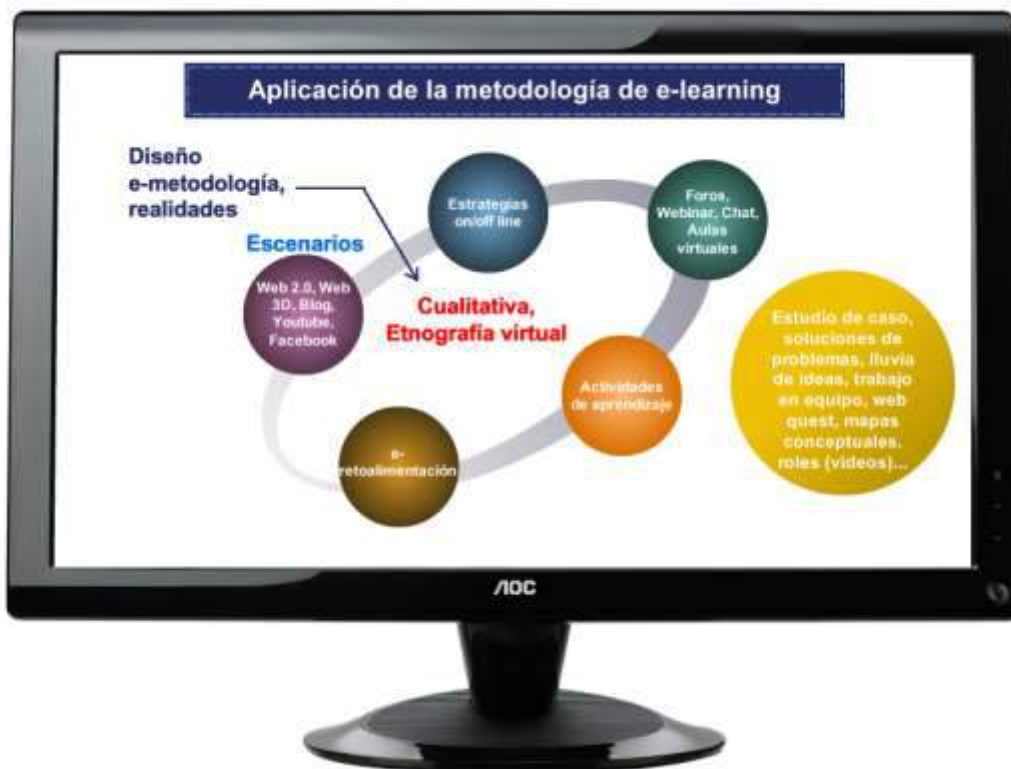 Aplicación de la metodología de e-learning
Diseño
e-metodología,
realidades
Escenarios
Web 2.0, Web
3D, Blog,
Youtube,
Facebook
Estrategias
on/off line
Foros,
Webinar, Chat,
Aulas
virtuales
Cualitativa,
Etnografía virtual
Actividades
de aprendizaje
e-
retoalimentación
Estudio de caso,
soluciones de
problemas, lluvia
de ideas, trabajo
en equipo, web
quest, mapas
conceptuales,
roles (videos)...
AOC